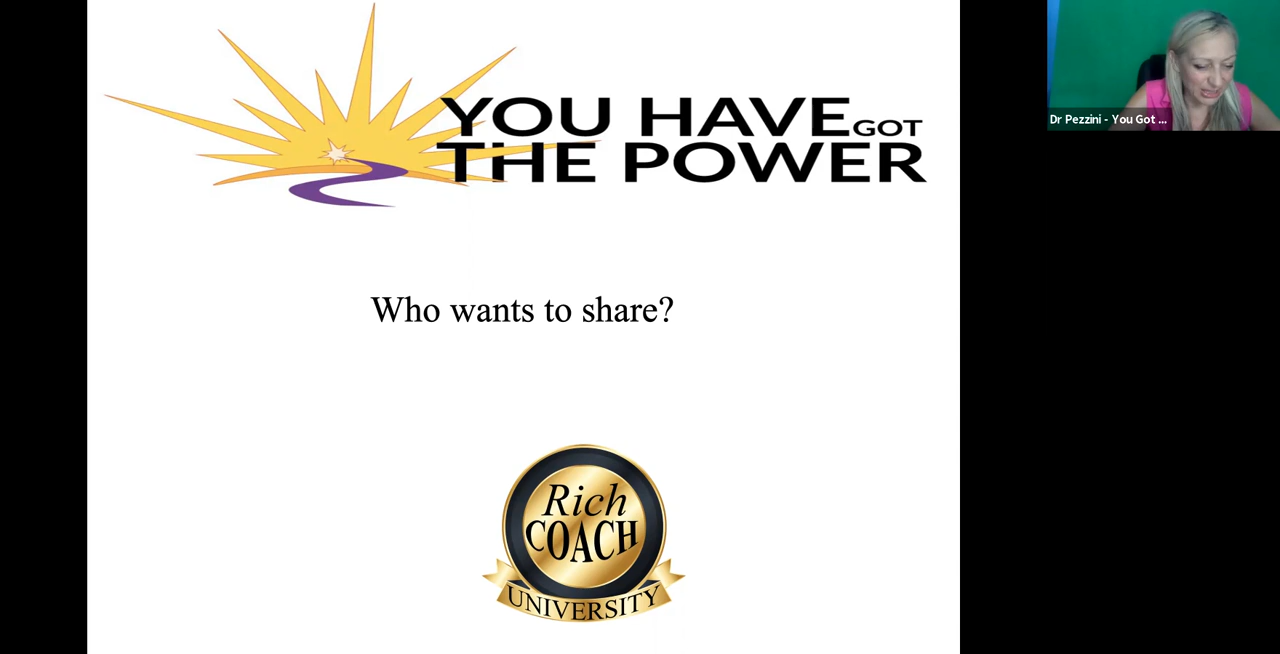 YOU HAVE GOT
THE POWER
Dr Pezzini - You Got ...
Who wants to share?
Rich
COACH
UNIVERSITY